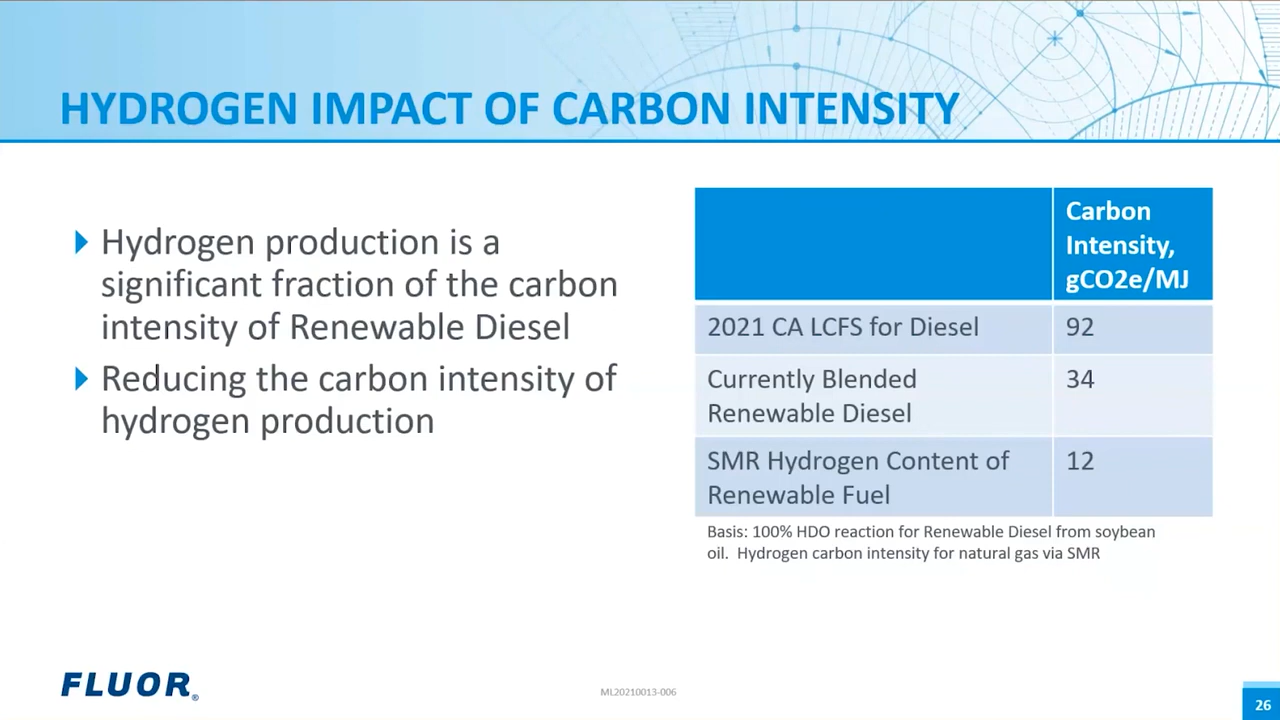 HYDROGEN IMPACT OF CARBON INTENSITY
Hydrogen production is a
significant fraction of the carbon
intensity of Renewable Diesel
Reducing the carbon intensity of
hydrogen production
Carbon
Intensity,
gCO2e/MJ
2021 CA LCFS for Diesel 92
Currently Blended 34
Renewable Diesel
SMR Hydrogen Content of 12
Renewable Fuel
Basis: 100% HDO reaction for Renewable Diesel from soybean
oil. Hydrogen carbon intensity for natural gas via SMR
FLUOR®
ML20210013-006
26